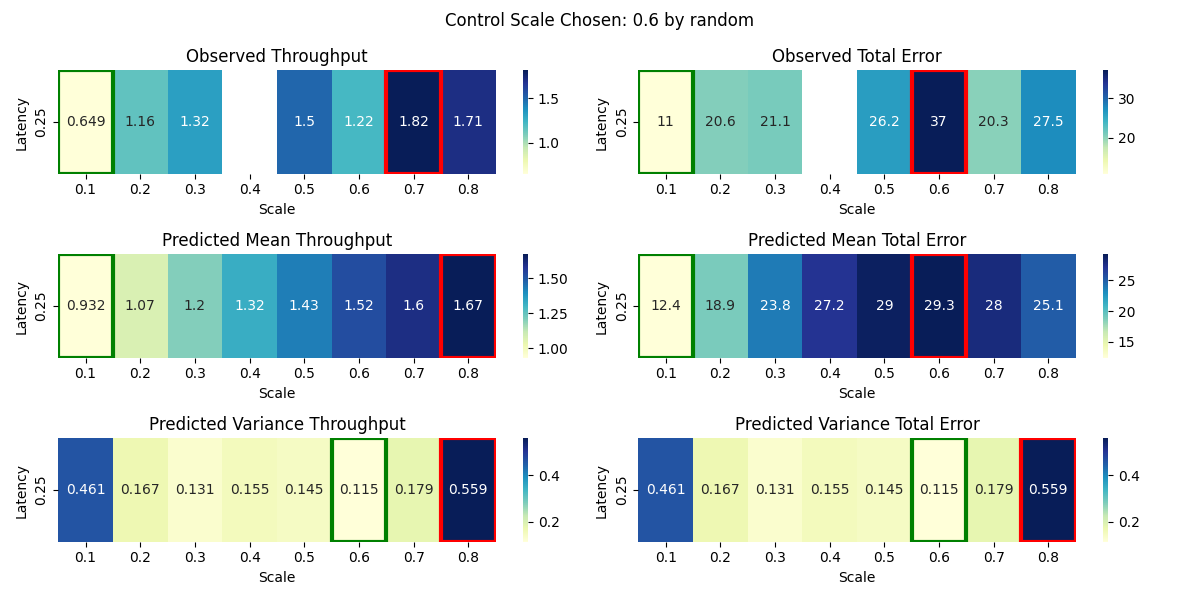 Control Scale Chosen: 0.6 by random
Observed Throughput
Latency
0.25
0.649 1.16 1.32 1.5 1.22 1.82 1.71
0.1 0.2 0.3 0.4 0.5 0.6 0.7 0.8
Scale
1.5
1.0
Observed Total Error
Latency
0.25
11 20.6 21.1 26.2 37 20.3 27.5
0.1 0.2 0.3 0.4 0.5 0.6 0.7 0.8
Scale
30
20
Predicted Mean Throughput
Latency
0.25
0.932 1.07 1.2 1.32 1.43 1.52 1.6 1.67
0.1 0.2 0.3 0.4 0.5 0.6 0.7 0.8
Scale
1.50
1.25
1.00
Predicted Mean Total Error
Latency
0.25
12.4 18.9 23.8 27.2 29 29.3 28 25.1
0.1 0.2 0.3 0.4 0.5 0.6 0.7 0.8
Scale
25
20
15
Predicted Variance Throughput
Latency
0.25
0.461 0.167 0.131 0.155 0.145 0.115 0.179 0.559
0.1 0.2 0.3 0.4 0.5 0.6 0.7 0.8
Scale
0.4
0.2
Predicted Variance Total Error
Latency
0.25
0.461 0.167 0.131 0.155 0.145 0.115 0.179 0.559
0.1 0.2 0.3 0.4 0.5 0.6 0.7 0.8
Scale
0.4
0.2